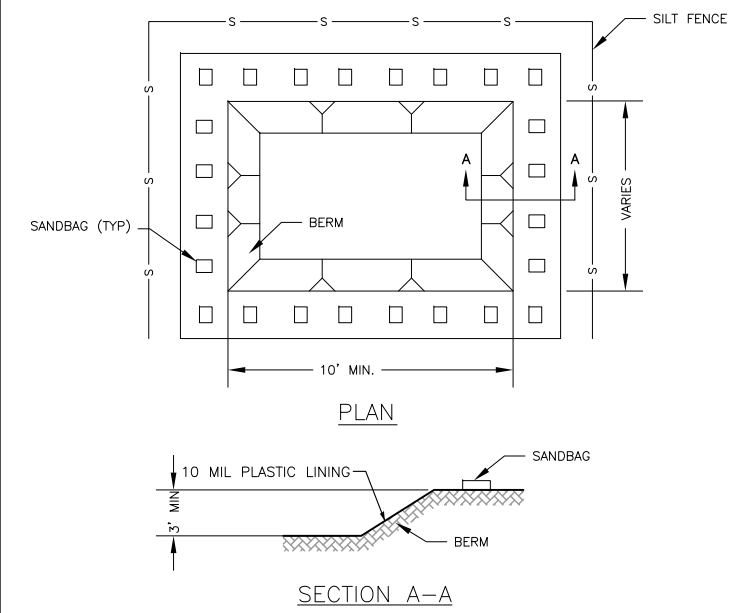 S S S S
SILT FENCE
S S
A A
S S
VARIES
SANDBAG (TYP)
BERM
S S
10' MIN.
PLAN
SANDBAG
10 MIL PLASTIC LINING
3' MIN
BERM
SECTION A-A